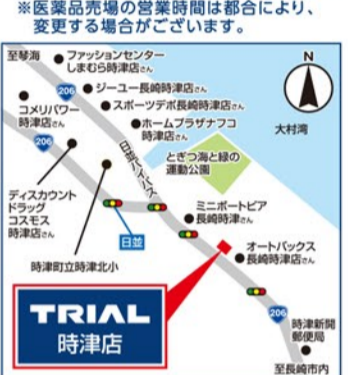 ※医薬品売場の営業時間は都合により、
変更する場合がございます。
至琴海
ファッションセンター
しまむら時津店さん
N
206
ジーユー長崎時津店さん
コメリパワー
時津店さん
スポーツデポ長崎時津店さん
ホームプラザナフコ
時津店さん
大村湾
206
日並バイパス
とぎつ海と緑の
運動公園
ディスカウント
ドラッグ
コスモス
時津店さん
ミニボートピア
長崎時津さん
日並
オートバックス
長崎時津店さん
時津町立時津北小
TRIAL
時津店
206
時津新開
郵便局
至長崎市内